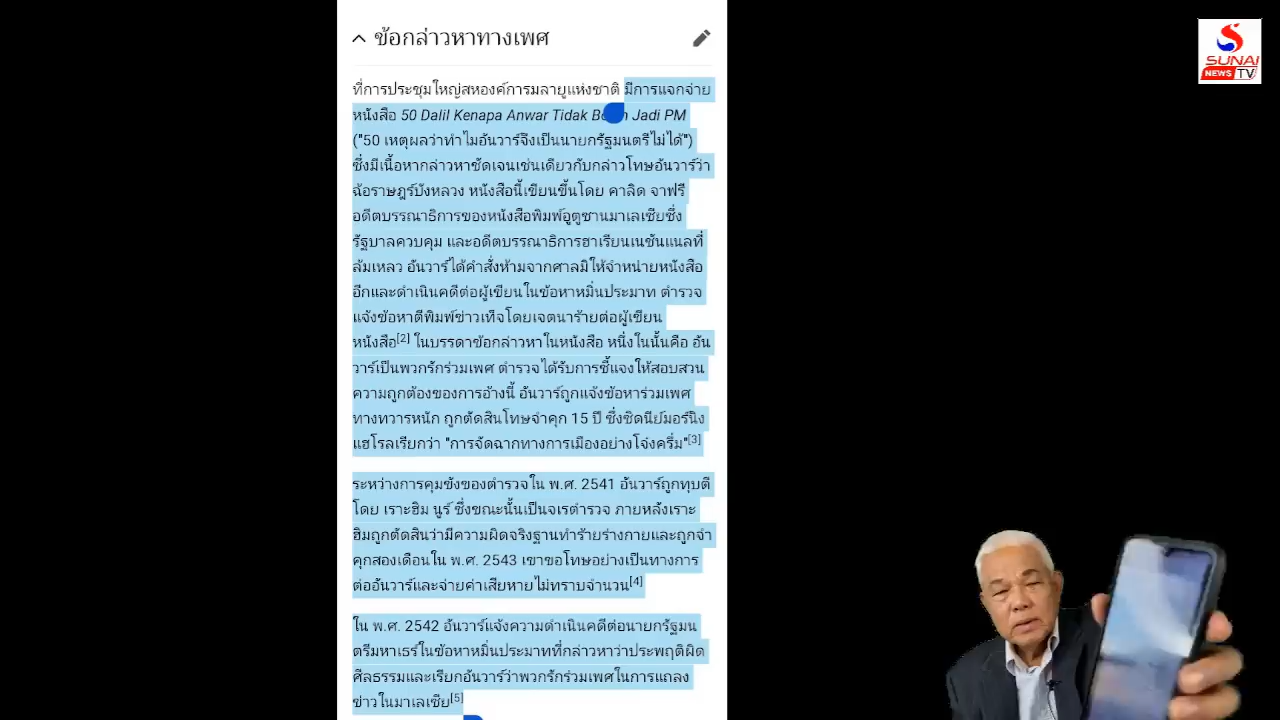 ข้อกล่าวหาทางเพศ
ที่การประชุมใหญ่สหองค์การมลายูแห่งชาติ มีการแจกจ่าย
หนังสือ 50 Dalil Kenapa Anwar Tidak Jadi PM
("50 เหตุผลว่าทำไมอันวาร์จึงเป็นนายกรัฐมนตรีไม่ได้")
ซึ่งมีเนื้อหากล่าวหาชัดเจนเช่นเดียวกับกล่าวโทษอันวาร์ว่า
ฉ้อราษฎร์บังหลวง หนังสือนี้เขียนขึ้นโดย คาลิด จาฟรี
อดีตบรรณาธิการของหนังสือพิมพ์อูตูซานมาเลเซียซึ่ง
รัฐบาลควบคุม และอดีตบรรณาธิการฮาเรียนเนชันแนลที่
ล้มเหลว อันวาร์ได้คำสั่งห้ามจากศาลมิให้จำหน่ายหนังสือ
อีกและดำเนินคดีต่อผู้เขียนในข้อหาหมิ่นประมาท ตำรวจ
แจ้งข้อหาตีพิมพ์ข่าวเท็จโดยเจตนาร้ายต่อผู้เขียน
หนังสือ[2] ในบรรดาข้อกล่าวหาในหนังสือ หนึ่งในนั้นคือ อัน
วาร์เป็นพวกรักร่วมเพศ ตำรวจได้รับการชี้แจงให้สอบสวน
ความถูกต้องของการอ้างนี้ อันวาร์ถูกแจ้งข้อหาร่วมเพศ
ทางทวารหนัก ถูกตัดสินโทษจำคุก 15 ปี ซึ่งซิดนีย์มอร์นิง
แฮโรลเรียกว่า "การจัดฉากทางการเมืองอย่างโจ่งครึ่ม"[3]
ระหว่างการคุมขังของตำรวจใน พ.ศ. 2541 อันวาร์ถูกทุบตี
โดย เราะฮิม นูร์ ซึ่งขณะนั้นเป็นจเรตำรวจ ภายหลังเราะ
ฮิมถูกตัดสินว่ามีความผิดจริงฐานทำร้ายร่างกายและถูกจำ
คุกสองเดือนใน พ.ศ. 2543 เขาขอโทษอย่างเป็นทางการ
ต่ออันวาร์และจ่ายค่าเสียหายไม่ทราบจำนวน[4]
ใน พ.ศ. 2542 อันวาร์แจ้งความดำเนินคดีต่อนายกรัฐมน
ตรีมหาเธร์ในข้อหาหมิ่นประมาทที่กล่าวหาว่าประพฤติผิด
ศีลธรรมและเรียกอันวาร์ว่าพวกรักร่วมเพศในการแถลง
ข่าวในมาเลเซีย[5]
SUNAI
NEWS TV